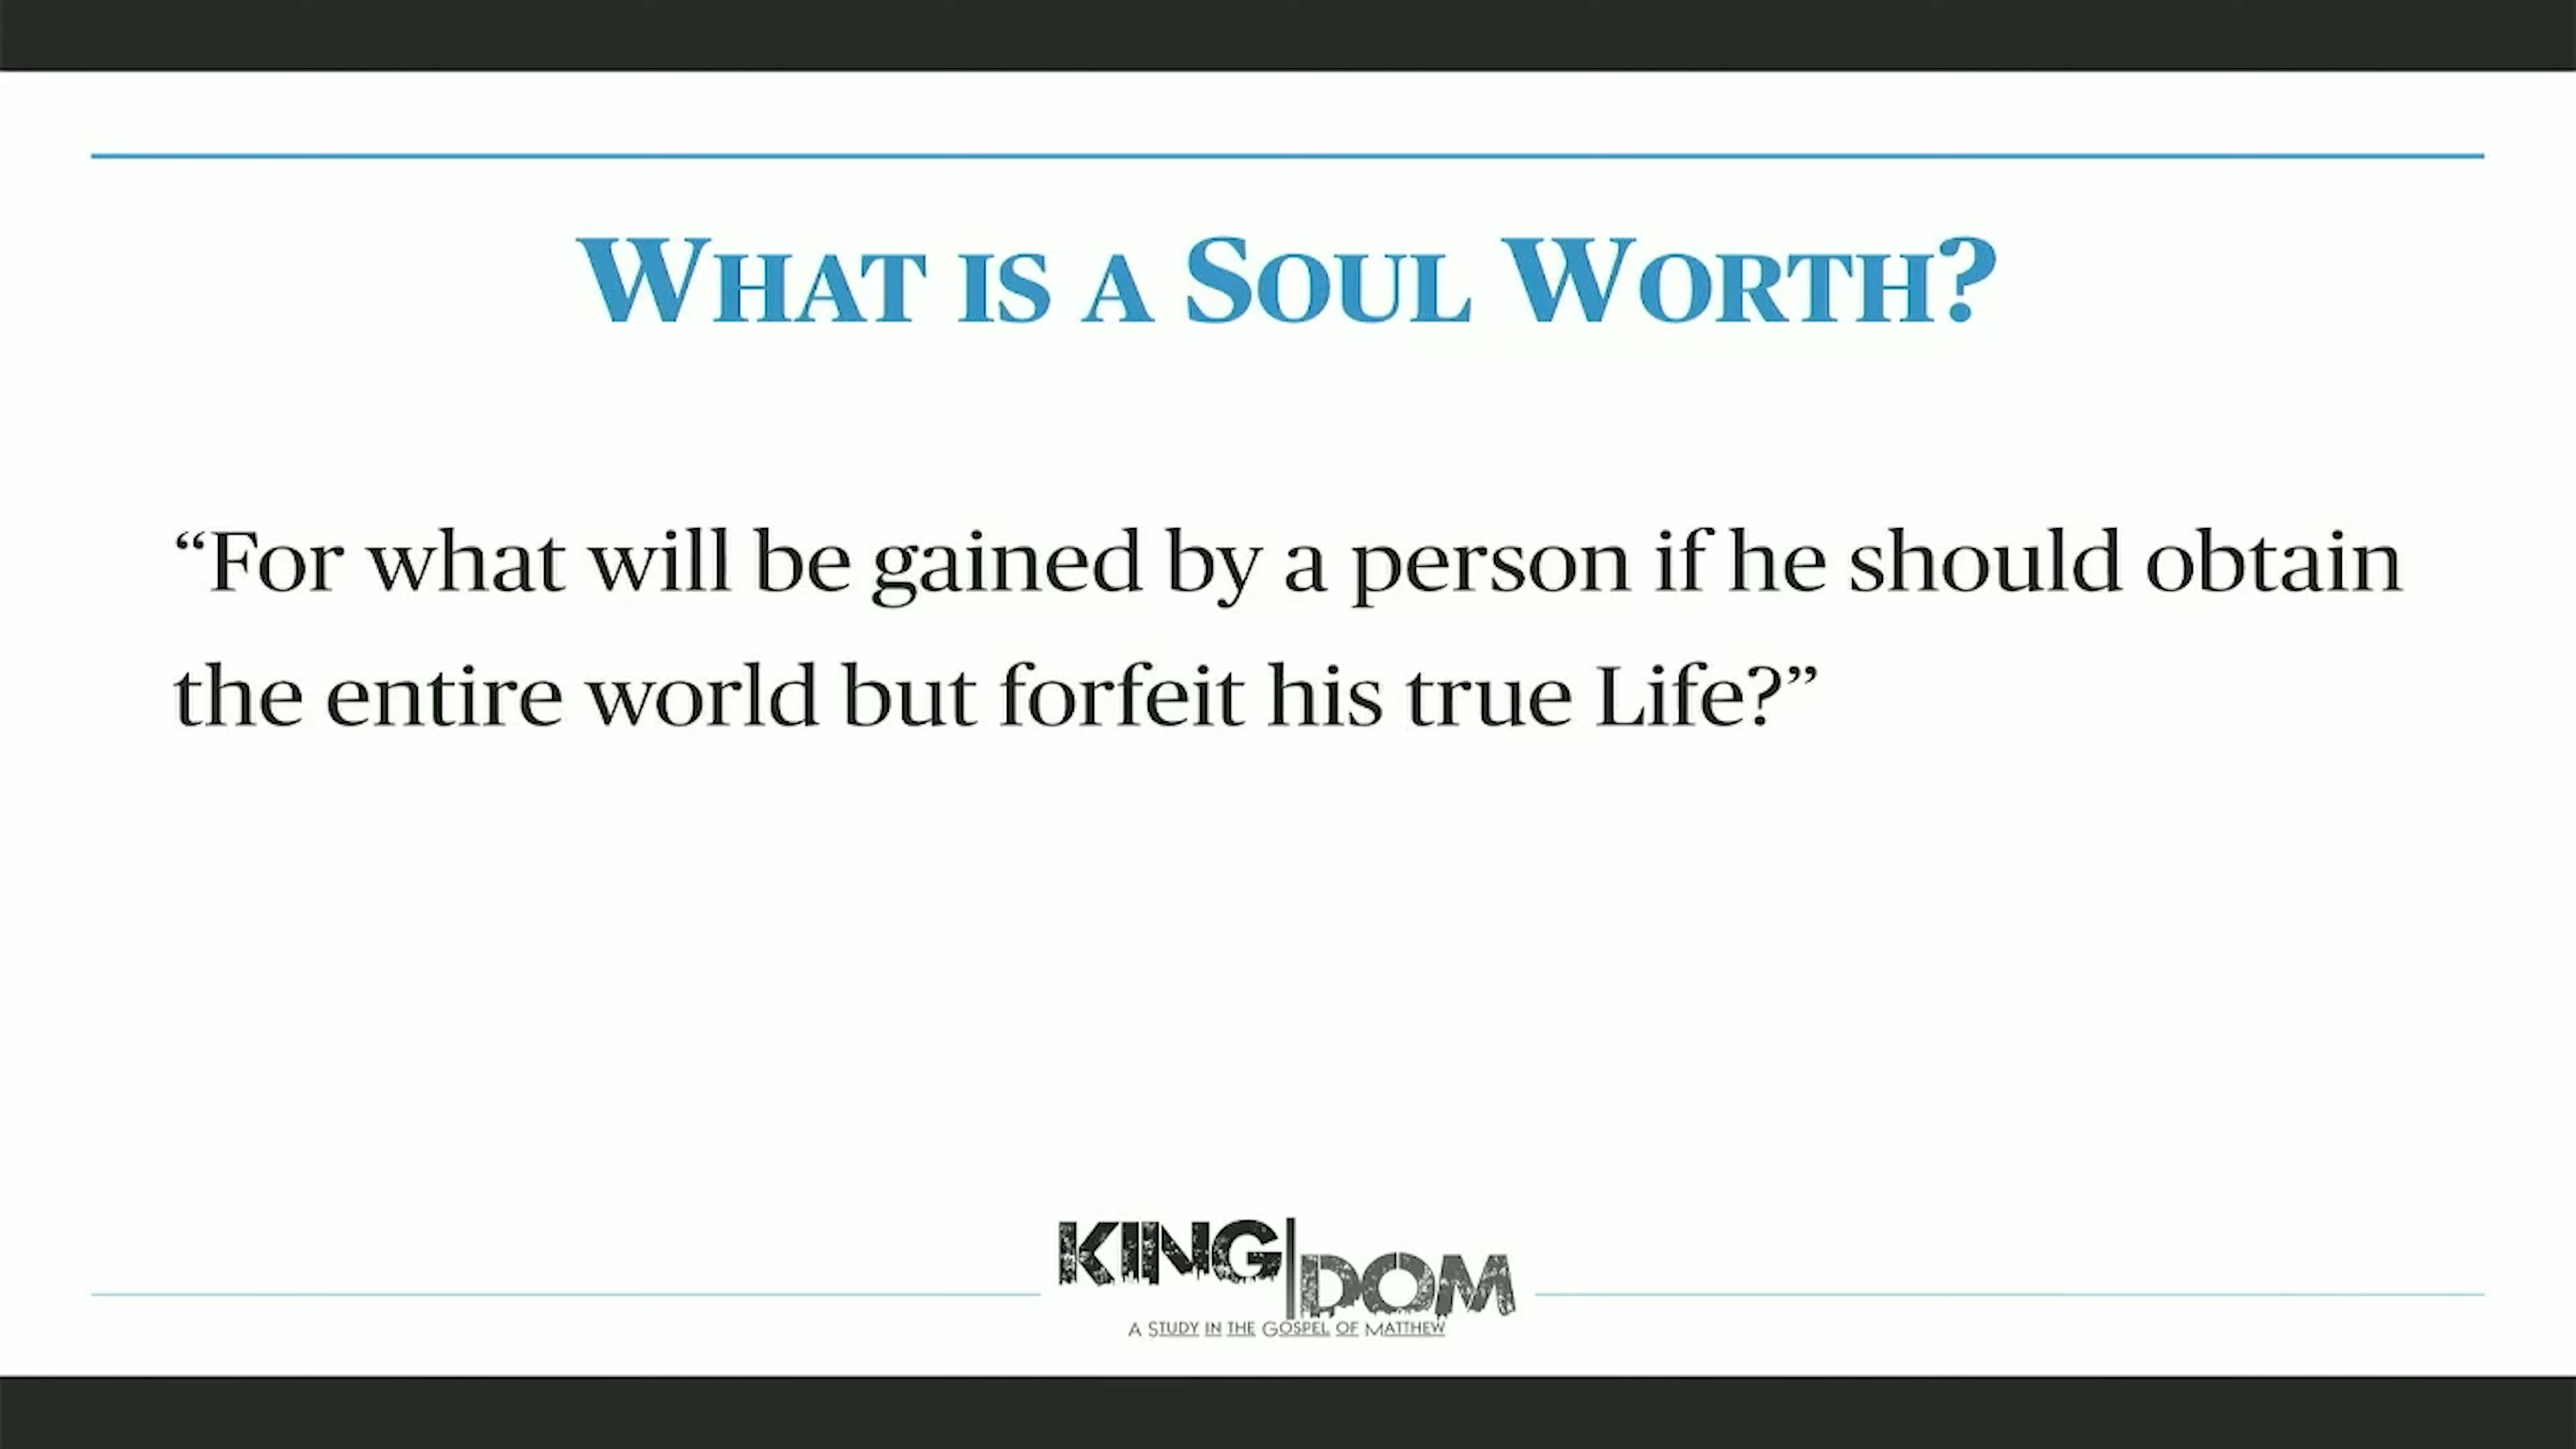 WHAT IS A SOUL WORTH?
“For what will be gained by a person if he should obtain
the entire world but forfeit his true Life?”
KING|DOM
A STUDY IN THE GOSPEL OF MATTHEW